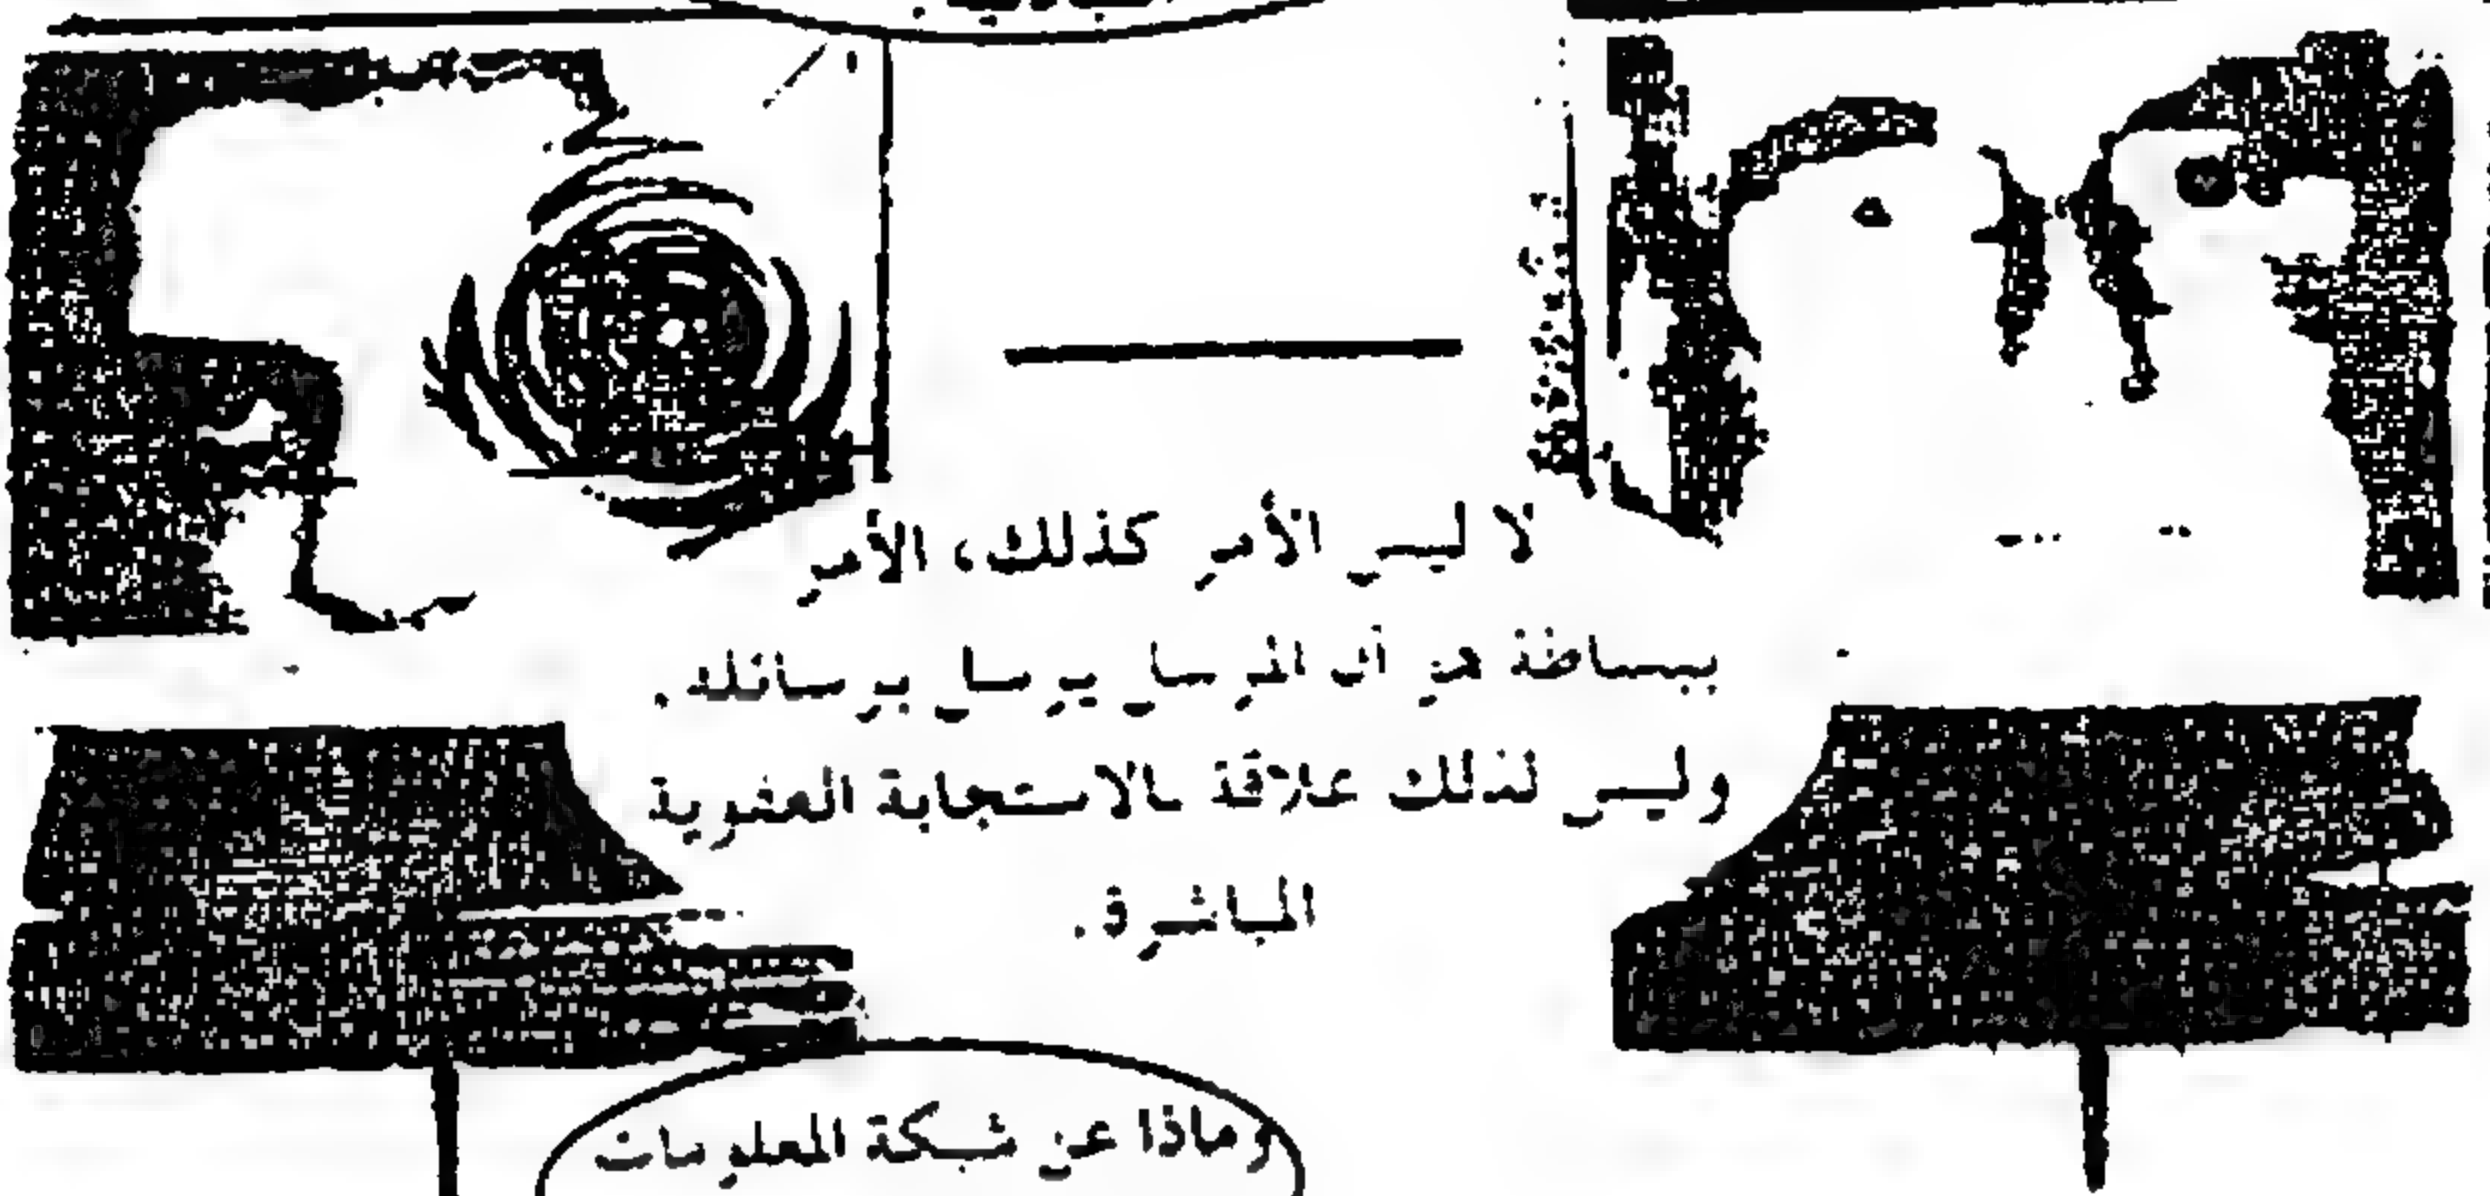 لا ليس الأمر كذلك، الأمر
ببساطة هو أن المرسل يرسل برسائله.
وليس لذلك علاقة بالاستجابة العفوية
المباشرة.
وماذا عن شبكة المعلومات